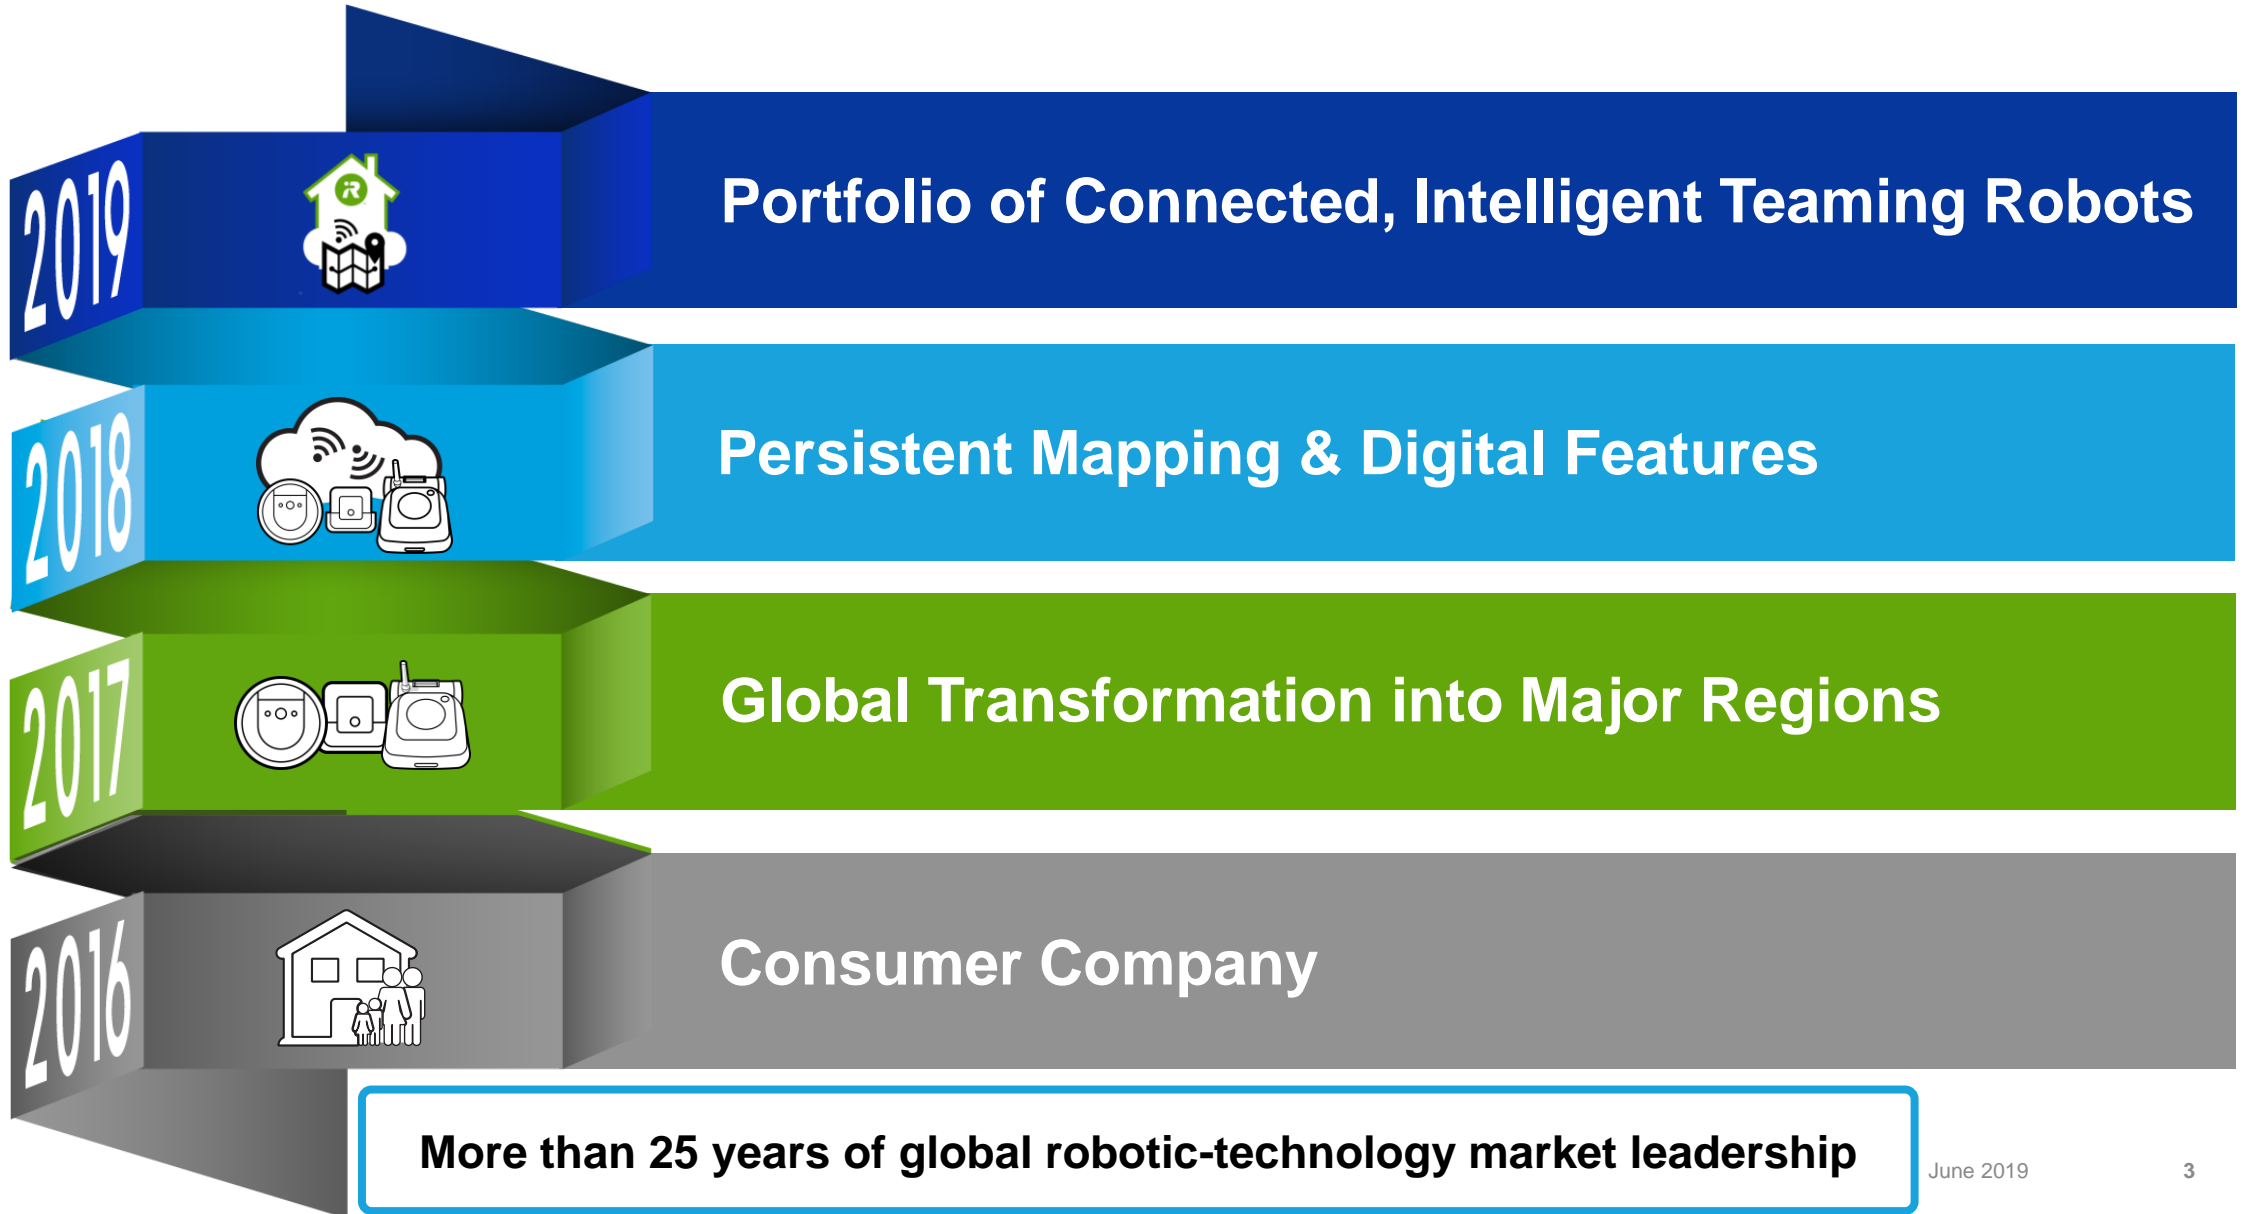 2019
iR
Portfolio of Connected, Intelligent Teaming Robots
2018
Persistent Mapping & Digital Features
2017
Global Transformation into Major Regions
2016
Consumer Company
More than 25 years of global robotic-technology market leadership
June 2019
3